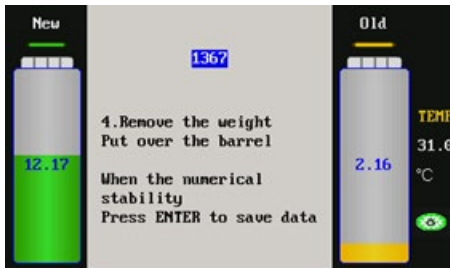 New
1367
Old
4.Remove the weight
Put over the barrel
When the numerical
stability
Press ENTER to save data
12.17
2.16
TEMP
31.0
°C